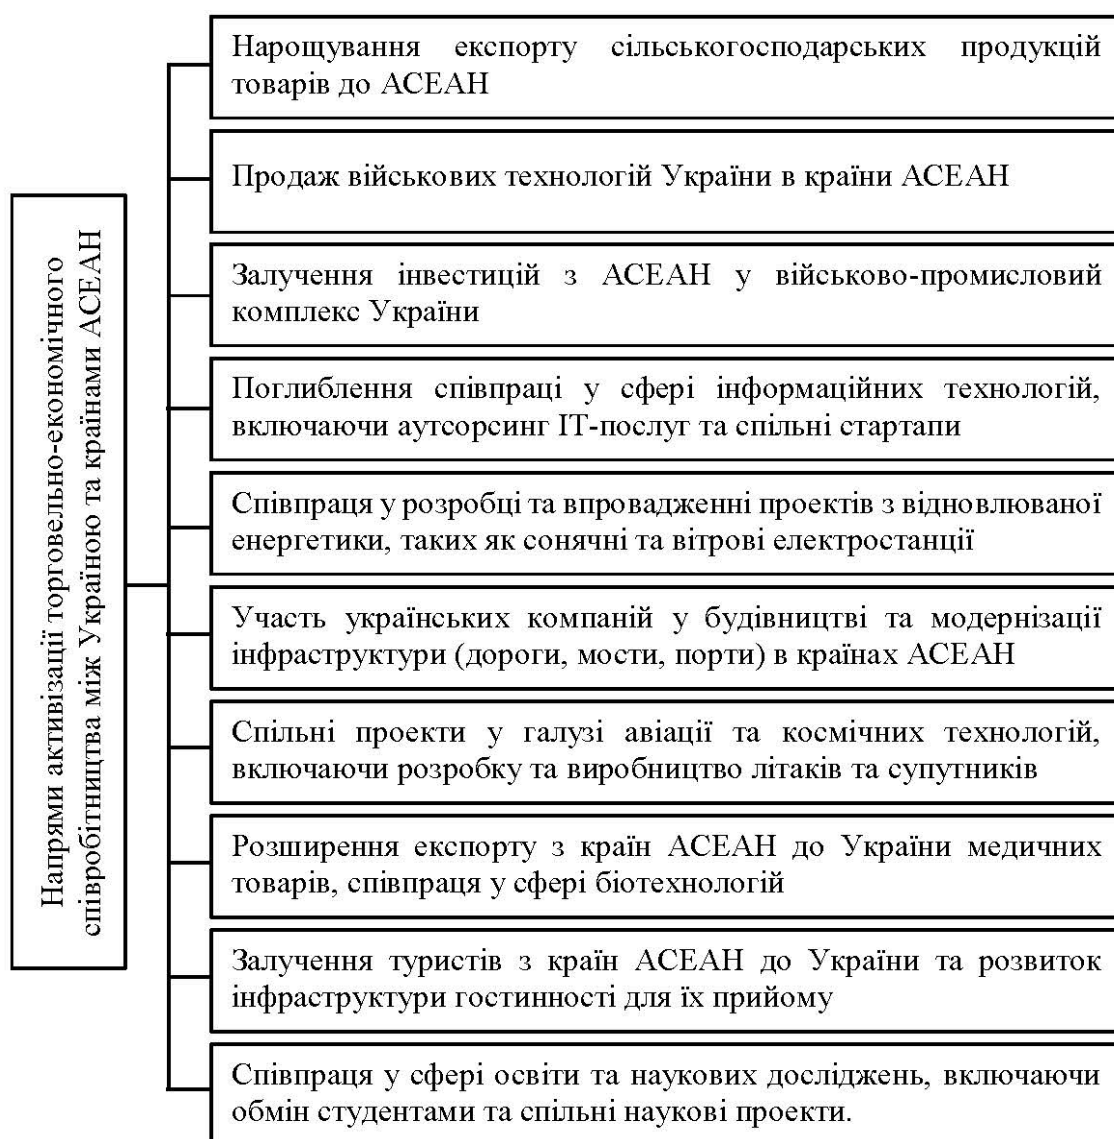 Напрями активізації торговельно-економічного
співробітництва між Україною та країнами АСЕАН
Нарощування експорту сільськогосподарських продукцій
товарів до АСЕАН
Продаж військових технологій України в країни АСЕАН
Залучення інвестицій з АСЕАН у військово-промисловий
комплекс України
Поглиблення співпраці у сфері інформаційних технологій,
включаючи аутсорсинг ІТ-послуг та спільні стартапи
Співпраця у розробці та впровадженні проектів з відновлюваної
енергетики, таких як сонячні та вітрові електростанції
Участь українських компаній у будівництві та модернізації
інфраструктури (дороги, мости, порти) в країнах АСЕАН
Спільні проекти у галузі авіації та космічних технологій,
включаючи розробку та виробництво літаків та супутників
Розширення експорту з країн АСЕАН до України медичних
товарів, співпраця у сфері біотехнологій
Залучення туристів з країн АСЕАН до України та розвиток
інфраструктури гостинності для їх прийому
Співпраця у сфері освіти та наукових досліджень, включаючи
обмін студентами та спільні наукові проекти.